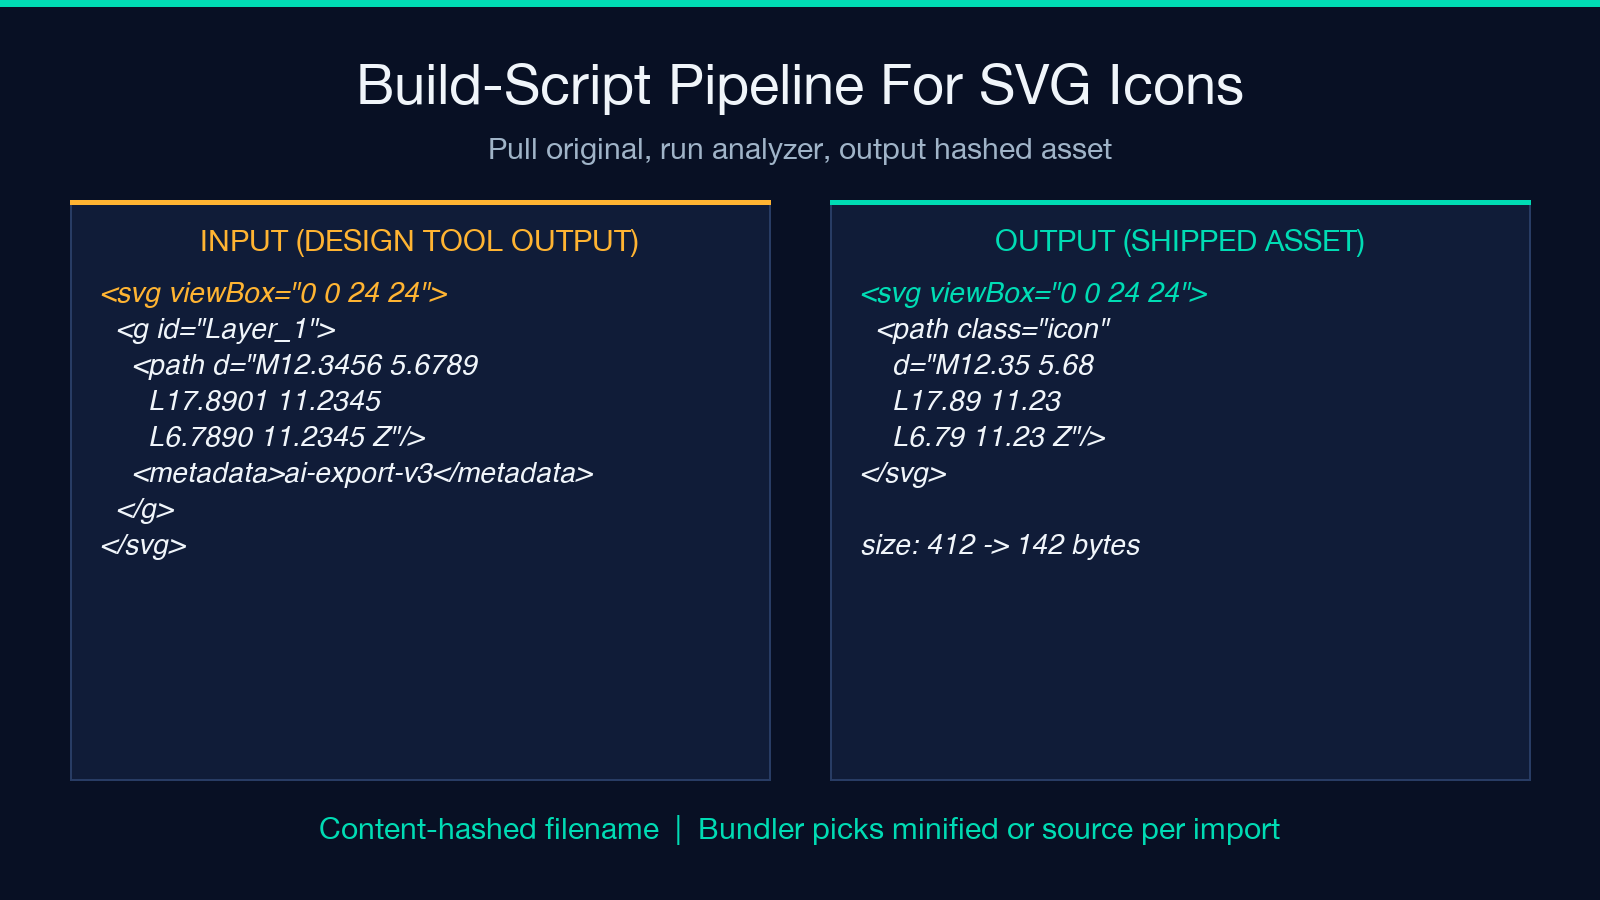 Build-Script Pipeline For SVG Icons
Pull original, run analyzer, output hashed asset
INPUT (DESIGN TOOL OUTPUT)
<svg viewBox="0 0 24 24">
<g id="Layer_1">
<path d="M12.3456 5.6789
L17.8901 11.2345
L6.7890 11.2345 Z"/>
<metadata>ai-export-v3</metadata>
</g>
</svg>
OUTPUT (SHIPPED ASSET)
<svg viewBox="0 0 24 24">
<path class="icon"
d="M12.35 5.68
L17.89 11.23
L6.79 11.23 Z"/>
</svg>
size: 412 -> 142 bytes
Content-hashed filename | Bundler picks minified or source per import